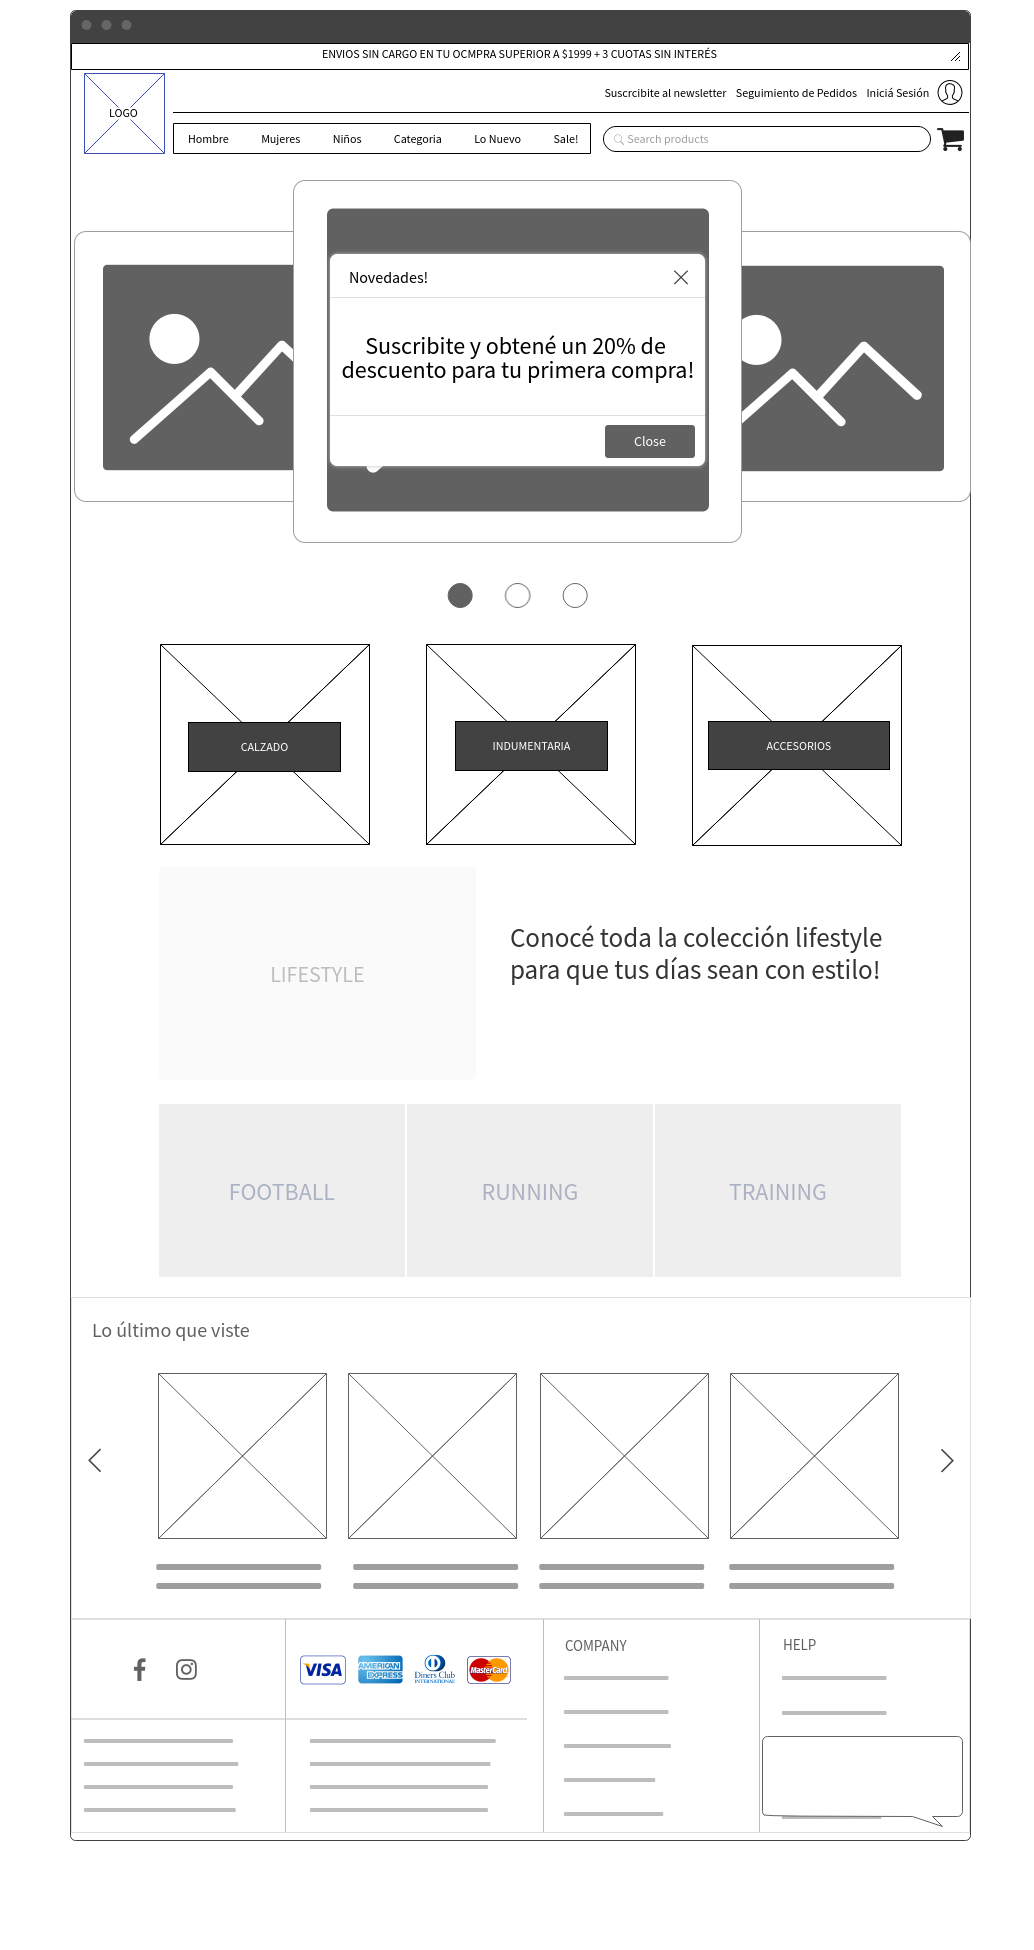 ENVIOS SIN CARGO EN TU OCMPRA SUPERIOR A $1999 + 3 CUOTAS SIN INTERÉS
LOGO
Suscrcibite al newsletter Seguimiento de Pedidos Iniciá Sesión
Hombre Mujeres Niños Categoria Lo Nuevo Sale!
Search products
Novedades!
Suscribite y obtené un 20% de
descuento para tu primera compra!
Close
CALZADO
INDUMENTARIA
ACCESORIOS
LIFESTYLE
Conocé toda la colección lifestyle
para que tus días sean con estilo!
FOOTBALL
RUNNING
TRAINING
Lo último que viste
VISA
AMERICAN
EXPRESS
Diners Club
INTERNATIONAL
MasterCard
COMPANY
HELP